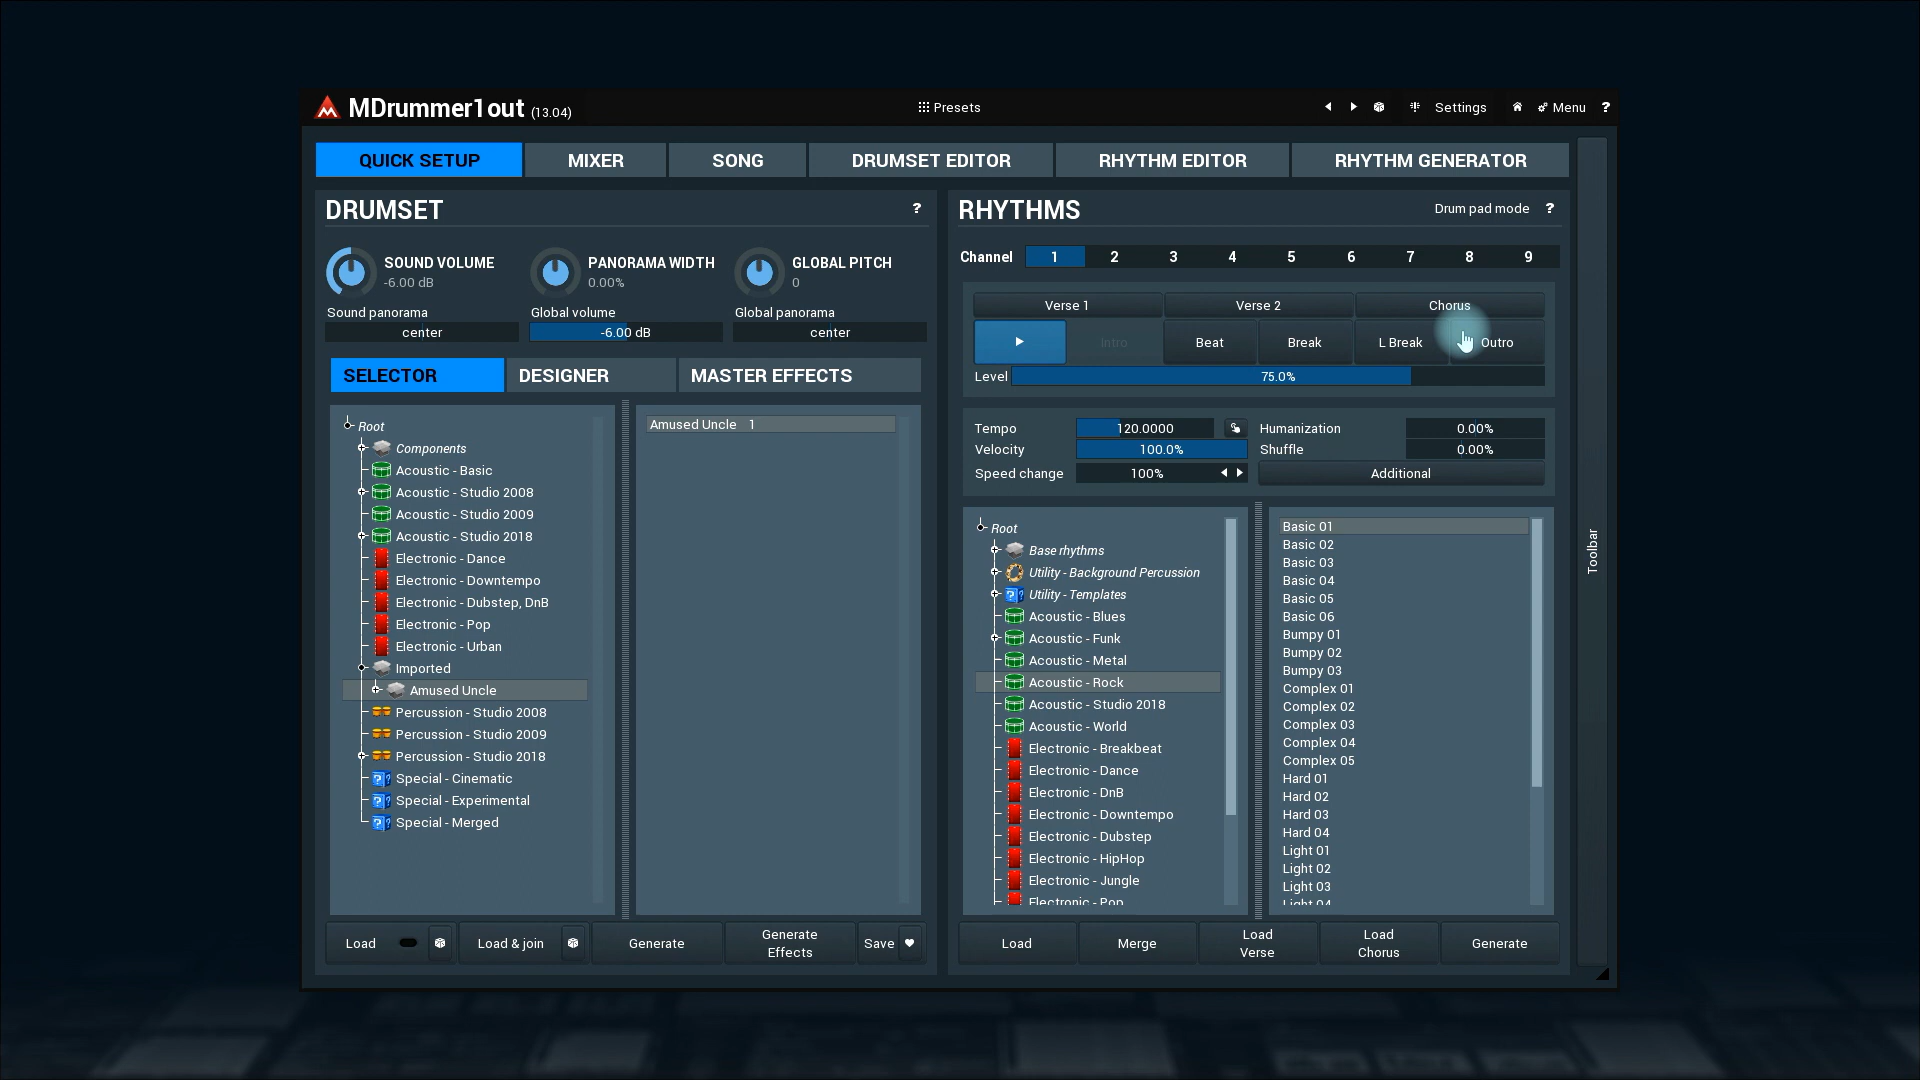 MDrummer1out (13.04)
Presets
Settings
Menu
?
QUICK SETUP
MIXER
SONG
DRUMSET EDITOR
RHYTHM EDITOR
RHYTHM GENERATOR
DRUMSET
?
SOUND VOLUME
-6.00 dB
PANORAMA WIDTH
0.00%
GLOBAL PITCH
0
Sound panorama
center
Global volume
-6.00 dB
Global panorama
center
SELECTOR
DESIGNER
MASTER EFFECTS
Root
Components
Acoustic - Basic
Acoustic - Studio 2008
Acoustic - Studio 2009
Acoustic - Studio 2018
Electronic - Dance
Electronic - Downtempo
Electronic - Dubstep, DnB
Electronic - Pop
Electronic - Urban
Imported
Amused Uncle
Percussion - Studio 2008
Percussion - Studio 2009
Percussion - Studio 2018
Special - Cinematic
Special - Experimental
Special - Merged
Amused Uncle 1
Load
Load & join
Generate
Generate
Effects
Save
RHYTHMS
Drum pad mode
?
Channel 1 2 3 4 5 6 7 8 9
Verse 1
Verse 2
Chorus
Intro
Beat
Break
L Break
Outro
Level 75.0%
Tempo 120.0000
Humanization 0.00%
Velocity 100.0%
Shuffle 0.00%
Speed change 100%
Additional
Root
Base rhythms
Utility - Background Percussion
Utility - Templates
Acoustic - Blues
Acoustic - Funk
Acoustic - Metal
Acoustic - Rock
Acoustic - Studio 2018
Acoustic - World
Electronic - Breakbeat
Electronic - Dance
Electronic - DnB
Electronic - Downtempo
Electronic - Dubstep
Electronic - HipHop
Electronic - Jungle
Electronic - Pop
Basic 01
Basic 02
Basic 03
Basic 04
Basic 05
Basic 06
Bumpy 01
Bumpy 02
Bumpy 03
Complex 01
Complex 02
Complex 03
Complex 04
Complex 05
Hard 01
Hard 02
Hard 03
Hard 04
Light 01
Light 02
Light 03
Light 04
Load
Merge
Load
Verse
Load
Chorus
Generate
Toolbar